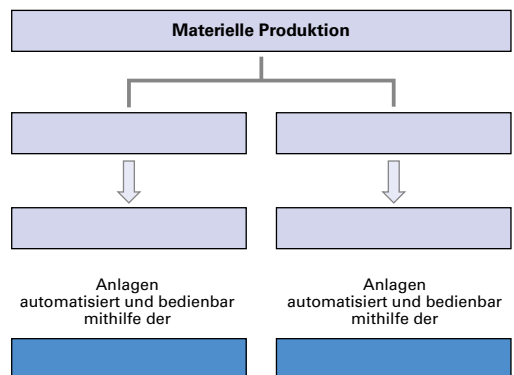 Materielle Produktion
Anlagen
automatisiert und bedienbar
mithilfe der
Anlagen
automatisiert und bedienbar
mithilfe der